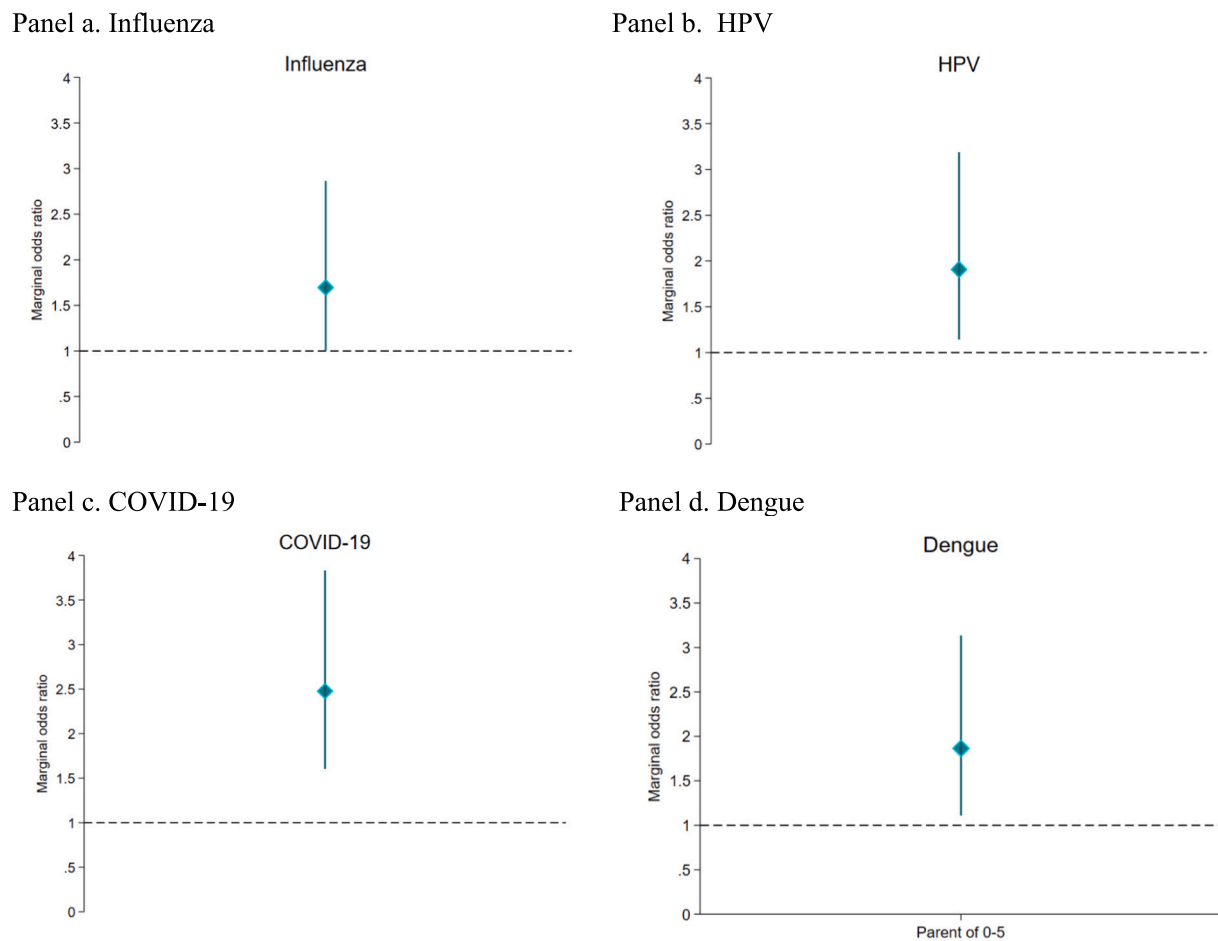 Panel a. Influenza
Influenza
4
3.5
3
2.5
2
1.5
1
.5
0
Marginal odds ratio
Panel b.  HPV
HPV
4
3.5
3
2.5
2
1.5
1
.5
0
Marginal odds ratio
Panel c. COVID-19
COVID-19
4
3.5
3
2.5
2
1.5
1
.5
0
Marginal odds ratio
Panel d. Dengue
Dengue
4
3.5
3
2.5
2
1.5
1
.5
0
Marginal odds ratio
Parent of 0-5